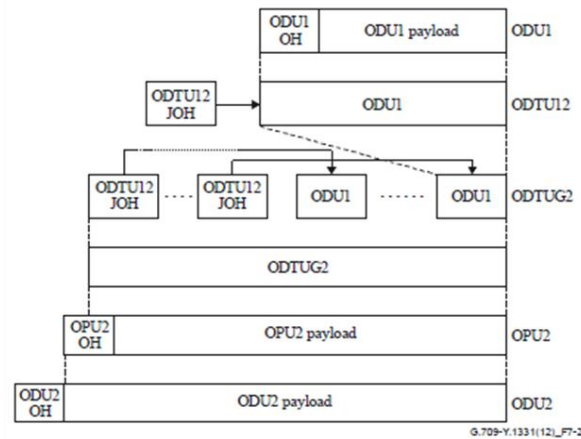 ODU1
OH
ODU1 payload
ODU1
ODTU12
JOH
ODU1
ODTU12
ODTU12
JOH
ODTU12
JOH
ODU1
ODU1
ODTUG2
ODTUG2
OPU2
OH
OPU2 payload
OPU2
ODU2
OH
ODU2 payload
ODU2
G.709-Y.1331(12)_F7-2